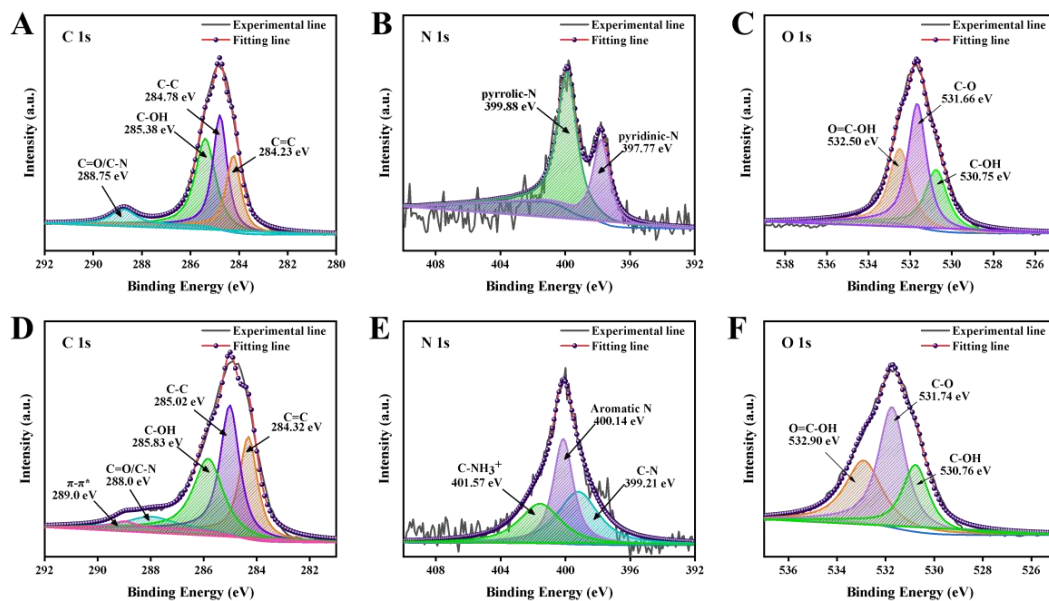 A
C 1s
Experimental line
Fitting line
C-C
284.78 eV
C-OH
285.38 eV
C=C
284.23 eV
C=O/C-N
288.75 eV
Intensity (a.u.)
292 290 288 286 284 282 280
Binding Energy (eV)
B
N 1s
Experimental line
Fitting line
pyrrolic-N
399.88 eV
pyridinic-N
397.77 eV
Intensity (a.u.)
408 404 400 396 392
Binding Energy (eV)
C
O 1s
Experimental line
Fitting line
C-O
531.66 eV
O=C-OH
532.50 eV
C-OH
530.75 eV
Intensity (a.u.)
538 536 534 532 530 528 526
Binding Energy (eV)
D
C 1s
Experimental line
Fitting line
C-C
285.02 eV
C=C
284.32 eV
C-OH
285.83 eV
C=O/C-N
288.0 eV
π-π*
289.0 eV
Intensity (a.u.)
292 290 288 286 284 282
Binding Energy (eV)
E
N 1s
Experimental line
Fitting line
Aromatic N
400.14 eV
C-NH3⁺
401.57 eV
C-N
399.21 eV
Intensity (a.u.)
408 404 400 396 392
Binding Energy (eV)
F
O 1s
Experimental line
Fitting line
C-O
531.74 eV
O=C-OH
532.90 eV
C-OH
530.76 eV
Intensity (a.u.)
536 534 532 530 528 526
Binding Energy (eV)